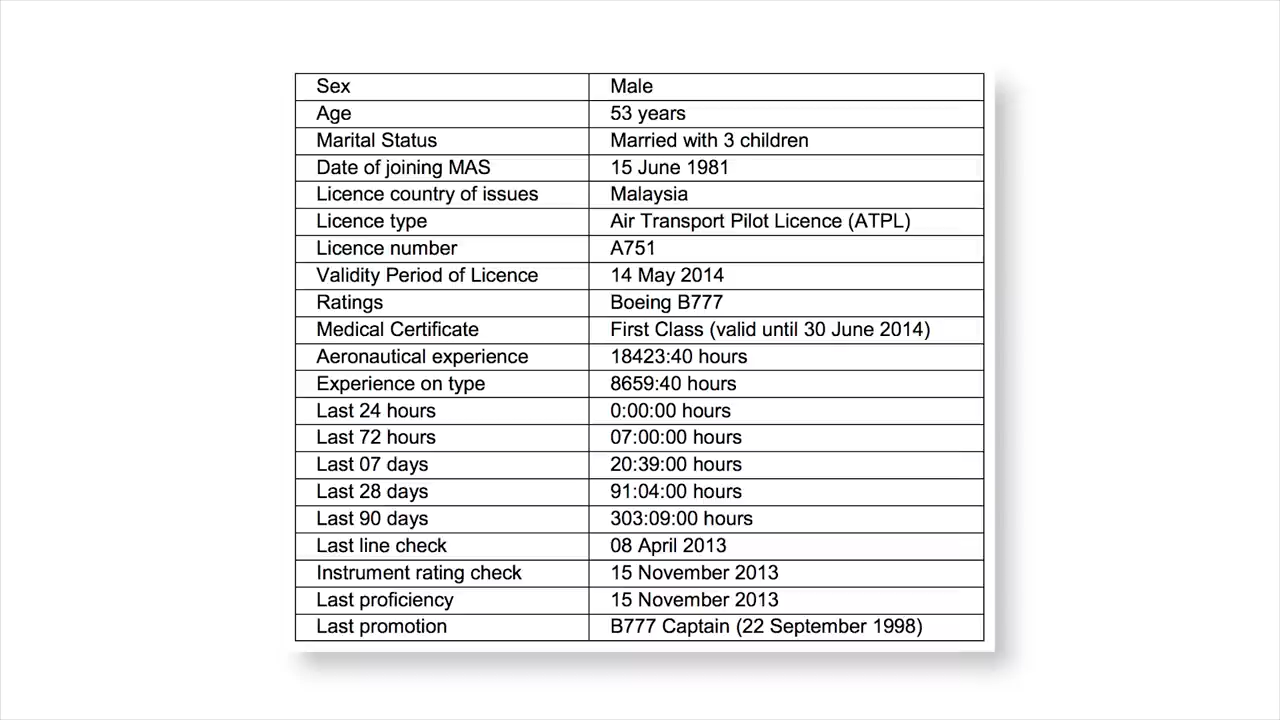 Sex Male
Age 53 years
Marital Status Married with 3 children
Date of joining MAS 15 June 1981
Licence country of issues Malaysia
Licence type Air Transport Pilot Licence (ATPL)
Licence number A751
Validity Period of Licence 14 May 2014
Ratings Boeing B777
Medical Certificate First Class (valid until 30 June 2014)
Aeronautical experience 18423:40 hours
Experience on type 8659:40 hours
Last 24 hours 0:00:00 hours
Last 72 hours 07:00:00 hours
Last 07 days 20:39:00 hours
Last 28 days 91:04:00 hours
Last 90 days 303:09:00 hours
Last line check 08 April 2013
Instrument rating check 15 November 2013
Last proficiency 15 November 2013
Last promotion B777 Captain (22 September 1998)